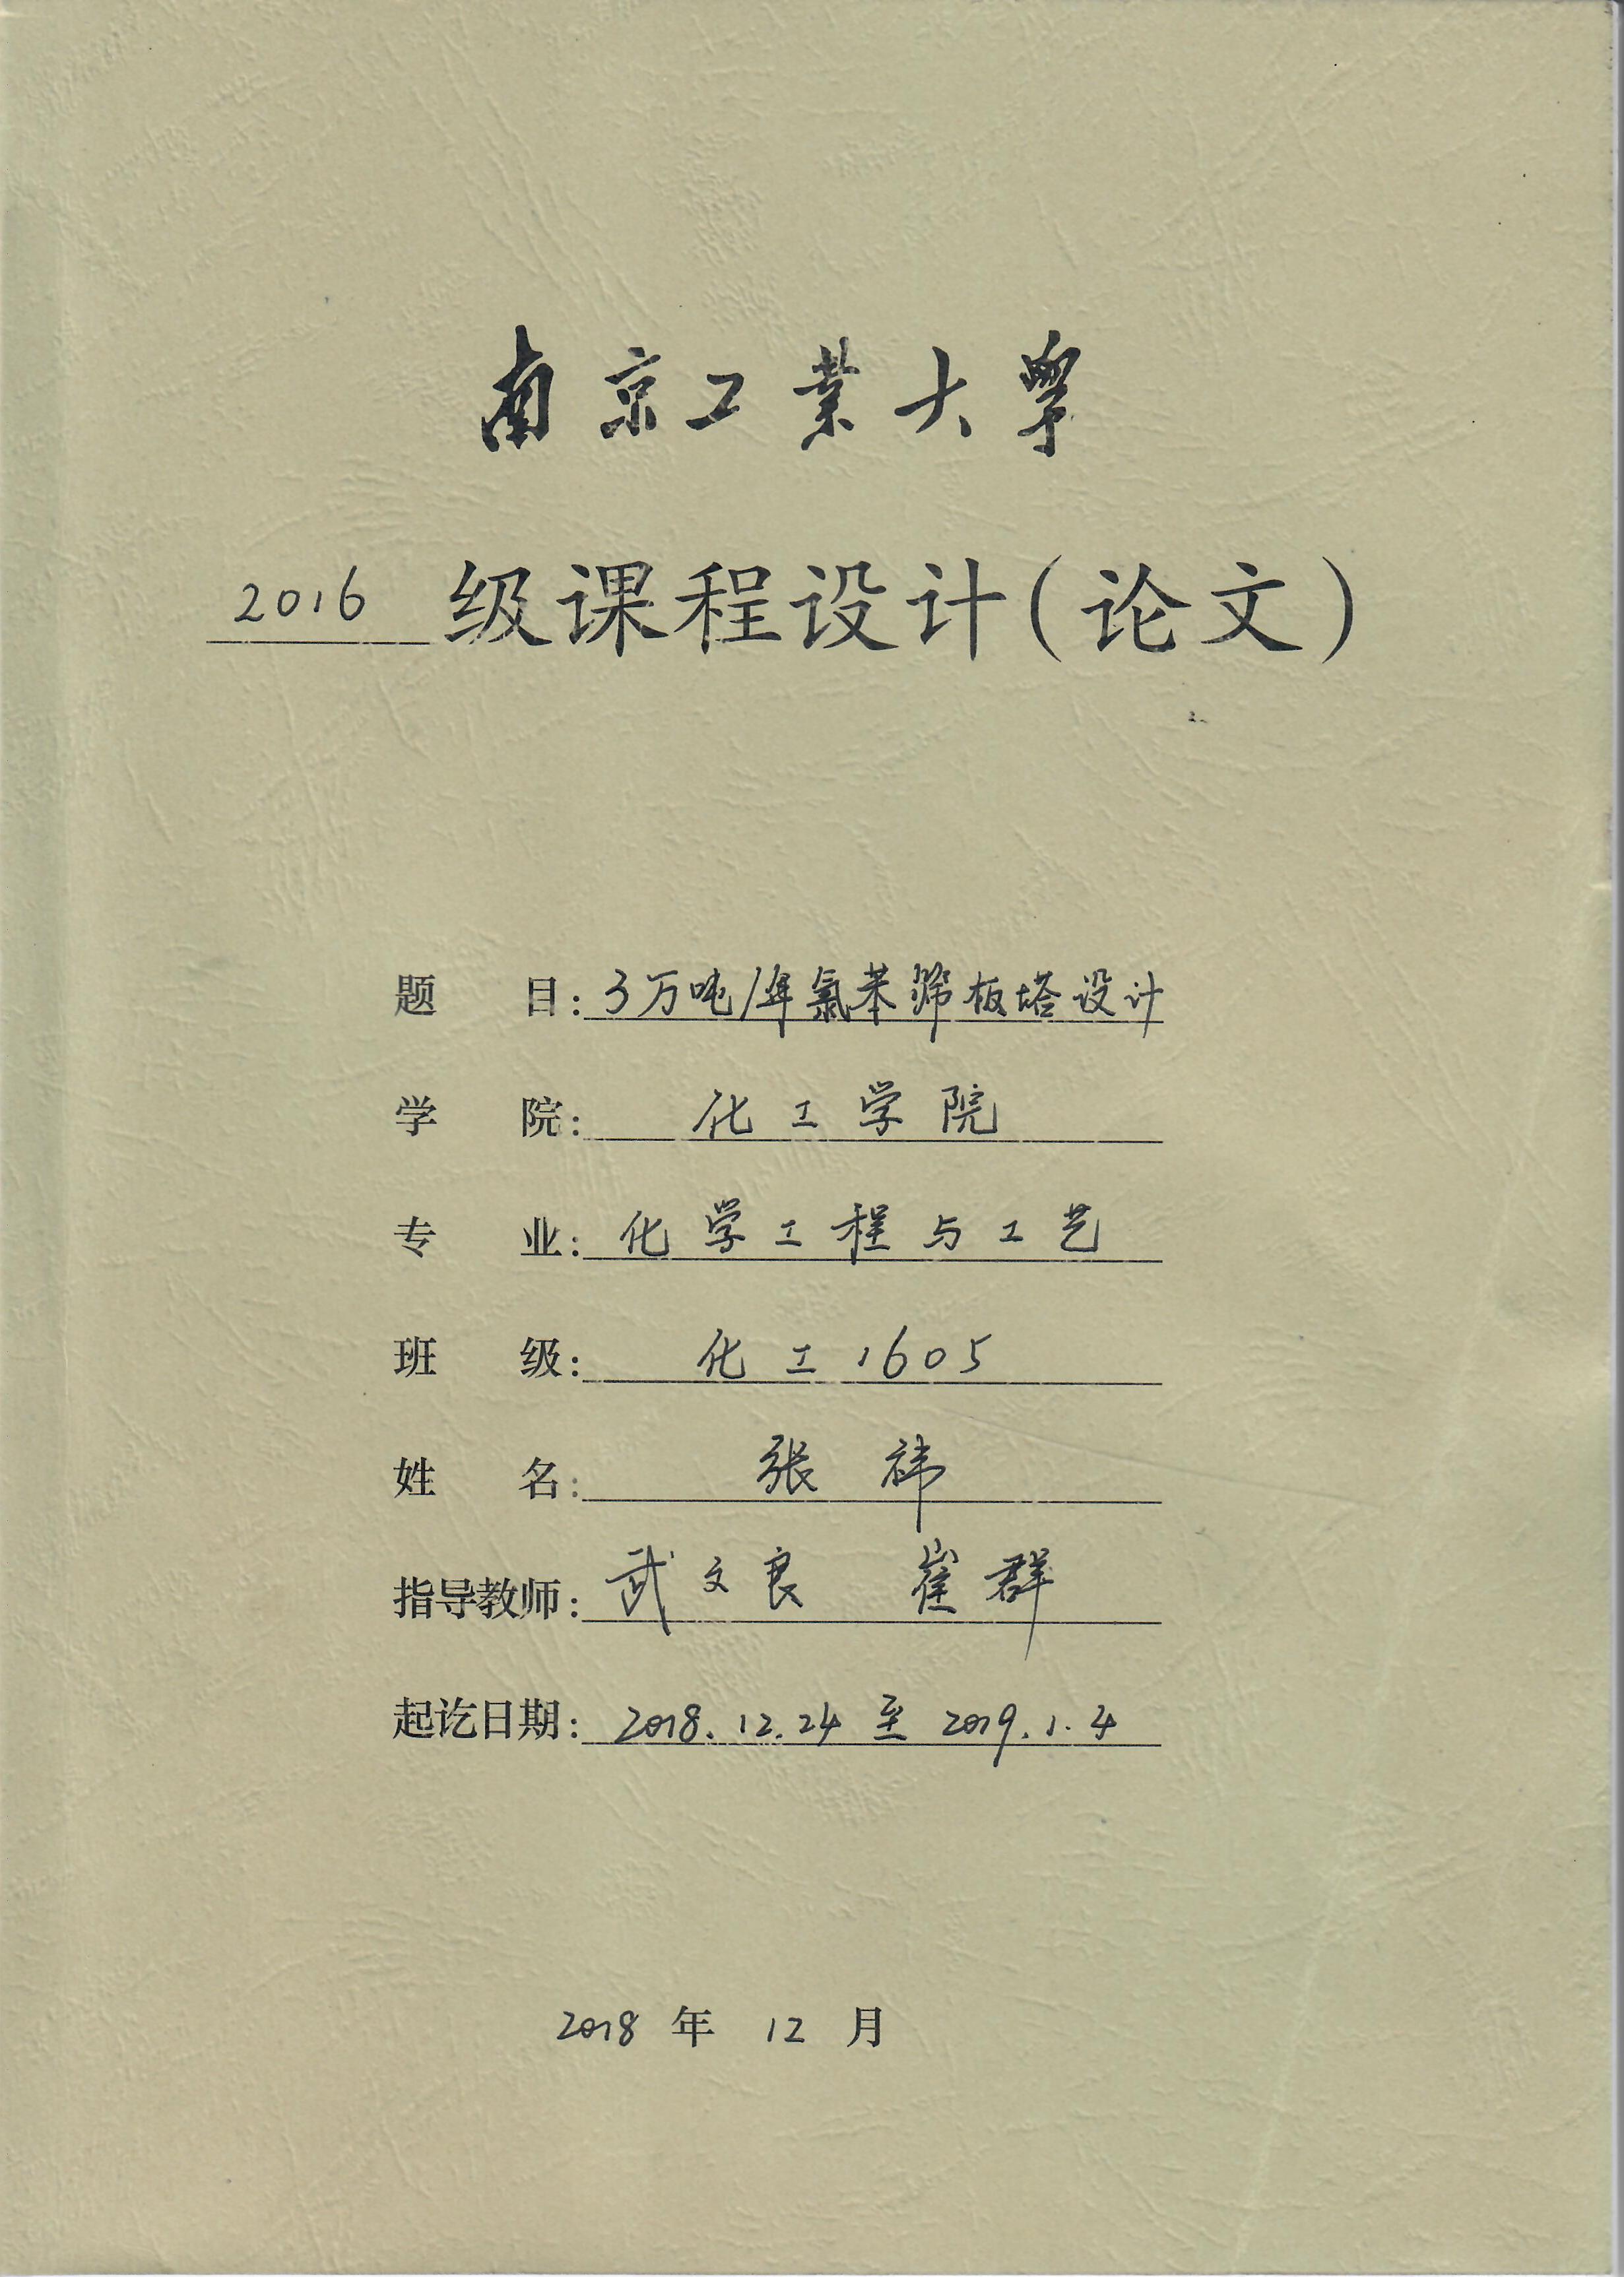 南京工业大学
2016 级课程设计(论文)
题 目: 3万吨/年氯苯筛板塔设计
学 院: 化工学院
专 业: 化学工程与工艺
班 级: 化工1605
姓 名: 张祎
指导教师: 武文良 崔群
起讫日期: 2018.12.24 至 2019.1.4
2018 年 12 月